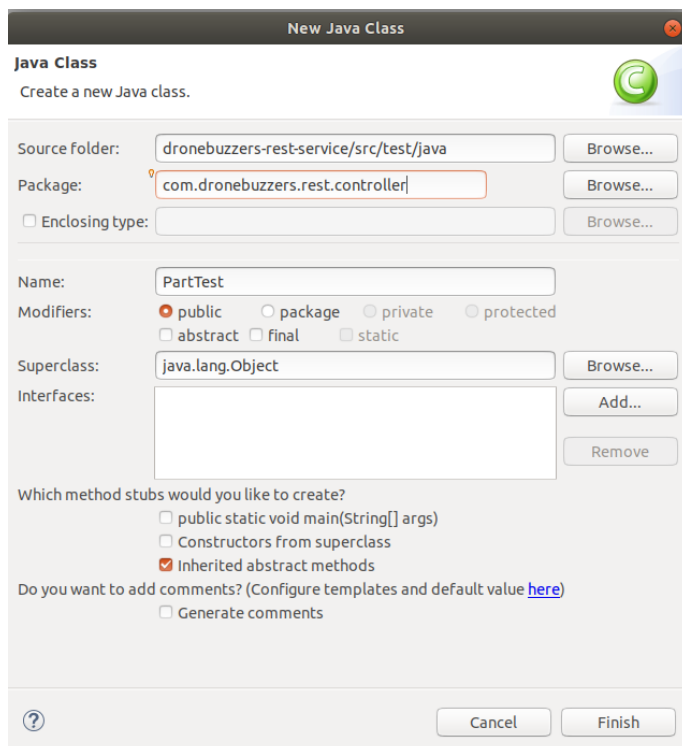 New Java Class
Java Class
Create a new Java class.
Source folder: dronebuzzers-rest-service/src/test/java Browse...
Package: com.dronebuzzers.rest.controller Browse...
Enclosing type: Browse...
Name: PartTest
Modifiers: public package private protected
abstract final static
Superclass: java.lang.Object Browse...
Interfaces: Add...
Remove
Which method stubs would you like to create?
public static void main(String[] args)
Constructors from superclass
Inherited abstract methods
Do you want to add comments? (Configure templates and default value here)
Generate comments
? Cancel Finish